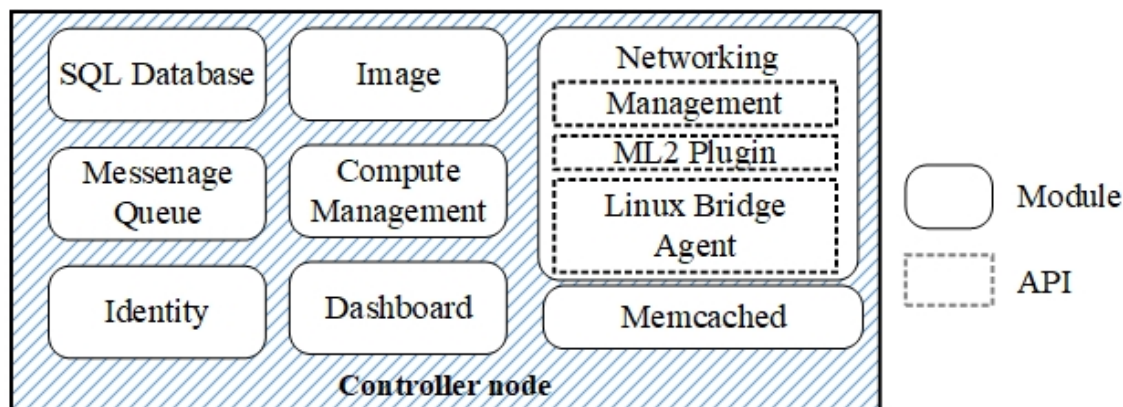 SQL Database
Image
Networking
Management
ML2 Plugin
Linux Bridge
Agent
Messenage
Queue
Compute
Management
Identity
Dashboard
Memcached
Controller node
Module
API